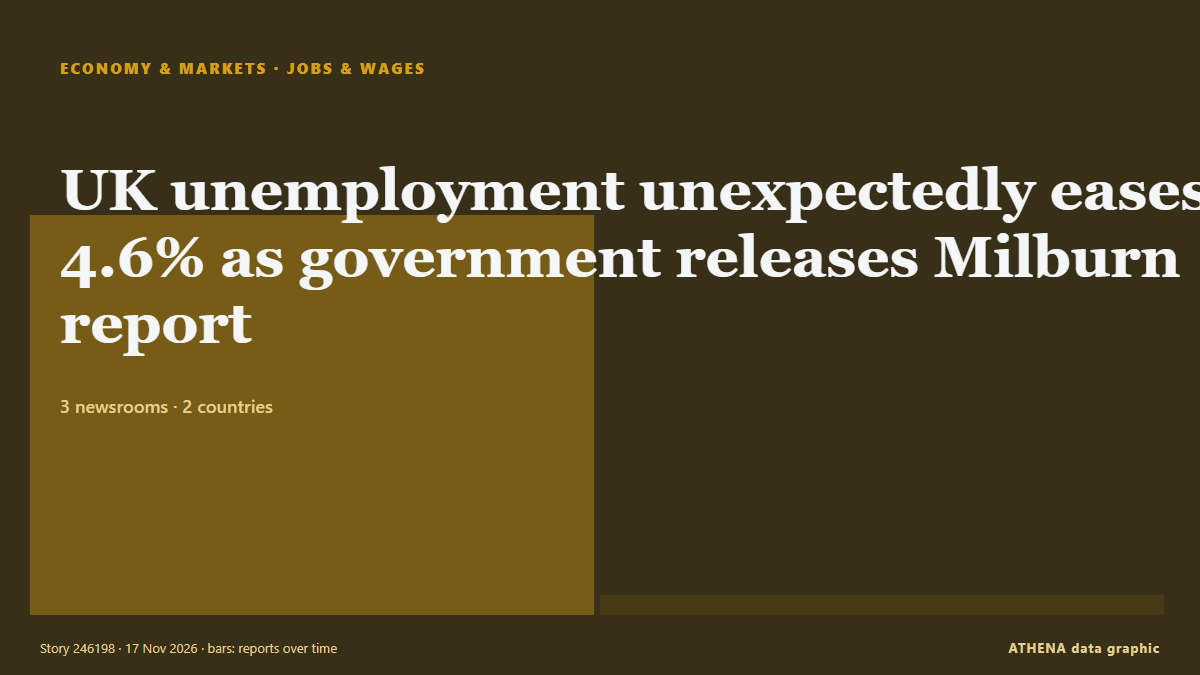 ECONOMY & MARKETS · JOBS & WAGES
UK unemployment unexpectedly eases
4.6% as government releases Milburn
report
3 newsrooms · 2 countries
Story 246198 · 17 Nov 2026 · bars: reports over time
ATHENA data graphic